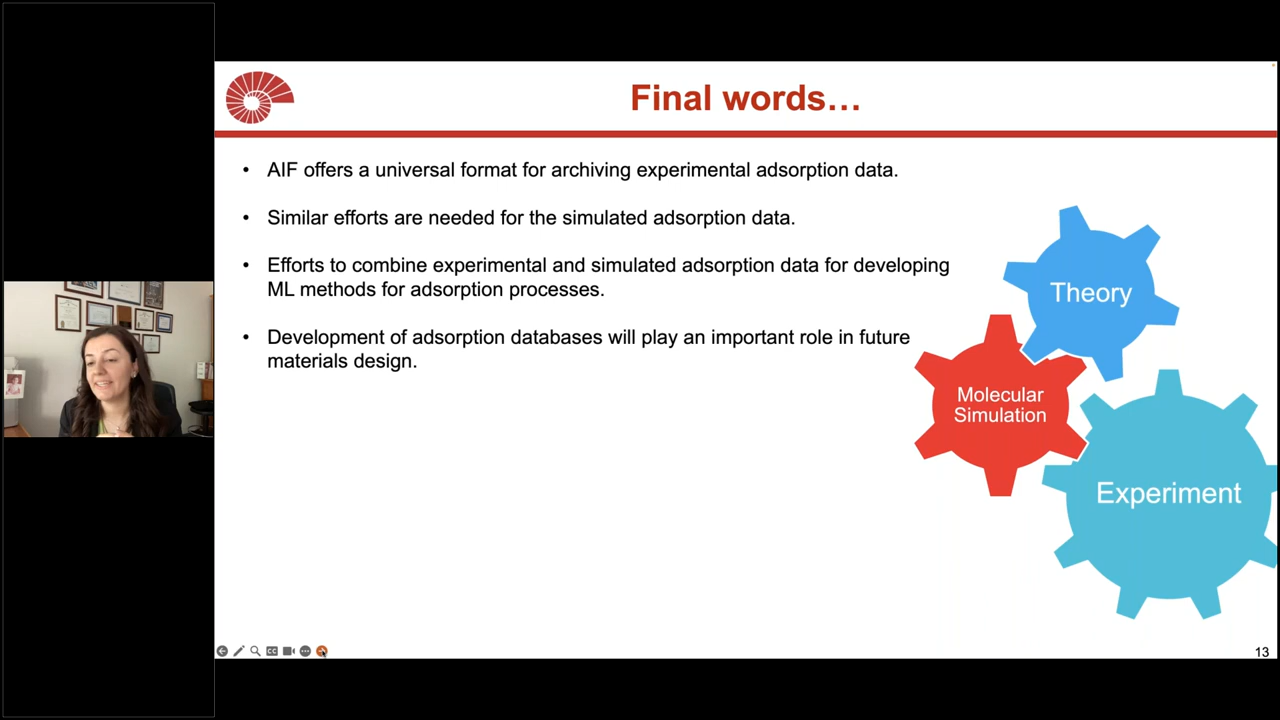 Final words…
• AIF offers a universal format for archiving experimental adsorption data.
• Similar efforts are needed for the simulated adsorption data.
• Efforts to combine experimental and simulated adsorption data for developing
ML methods for adsorption processes.
• Development of adsorption databases will play an important role in future
materials design.
Theory
Molecular
Simulation
Experiment
CC
13